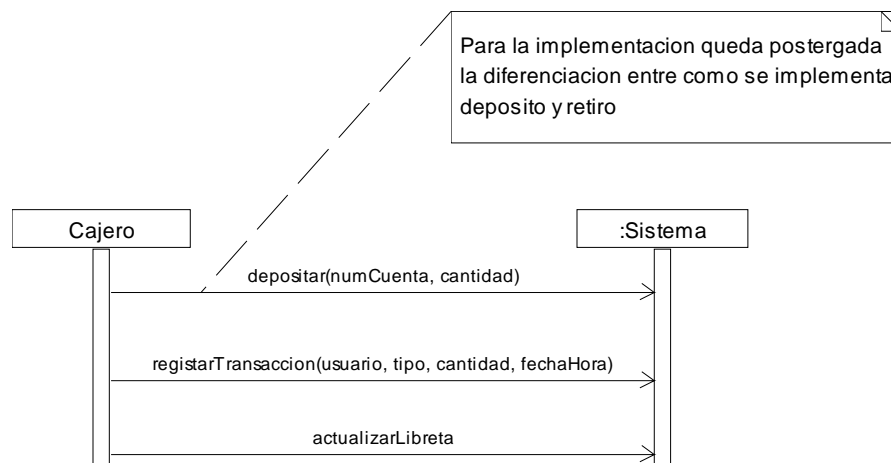 Para la implementacion queda postergada
la diferenciacion entre como se implementa
deposito y retiro
Cajero
:Sistema
depositar(numCuenta, cantidad)
registarTransaccion(usuario, tipo, cantidad, fechaHora)
actualizarLibreta